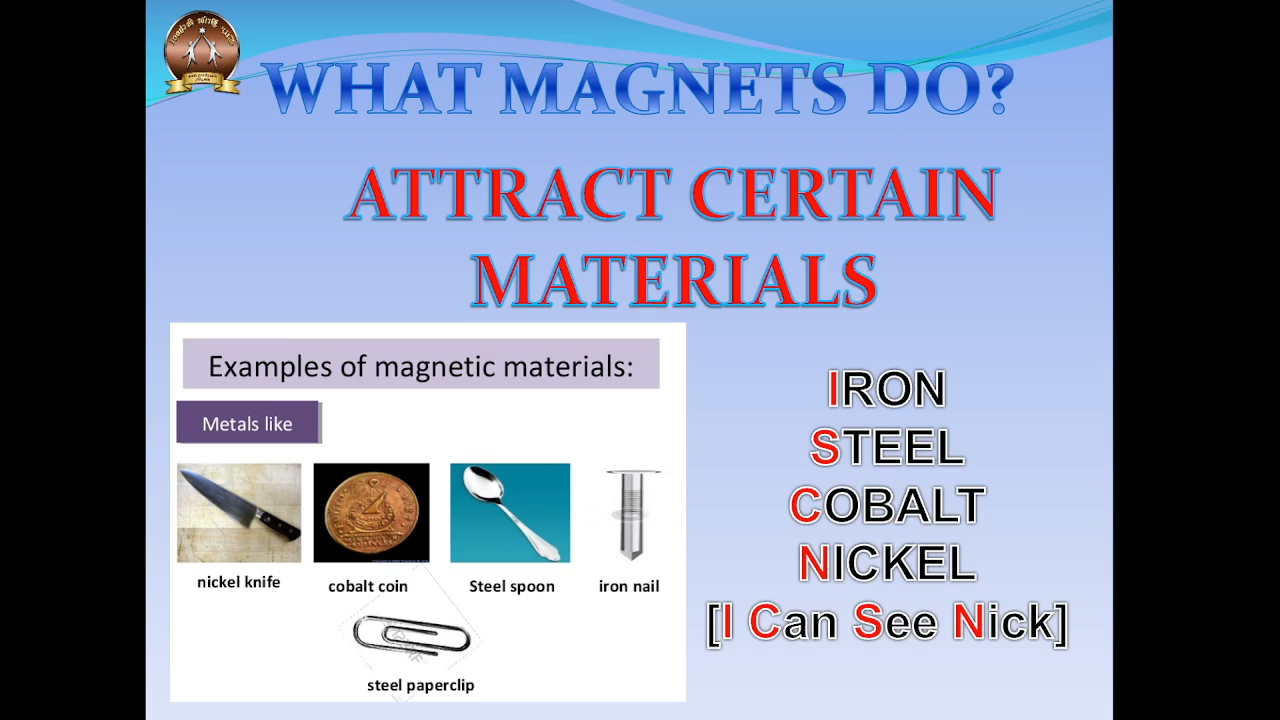 WHAT MAGNETS DO?
ATTRACT CERTAIN
MATERIALS
Examples of magnetic materials:
Metals like
nickel knife
cobalt coin
Steel spoon
iron nail
steel paperclip
IRON
STEEL
COBALT
NICKEL
[I Can See Nick]